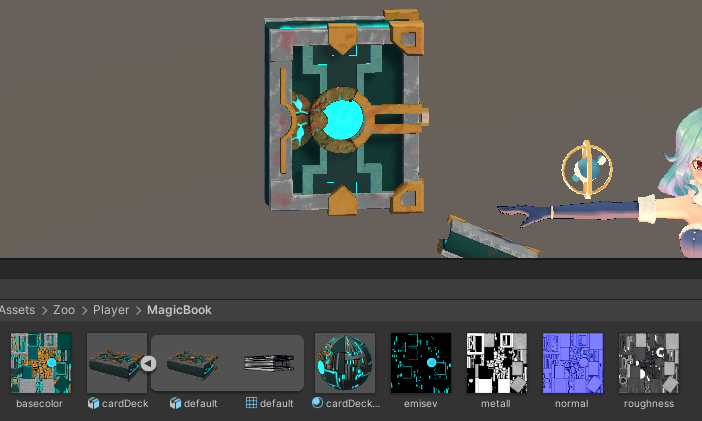 Assets > Zoo > Player > MagicBook
basecolor
cardDeck
default
default
cardDeck...
emisev
metall
normal
roughness